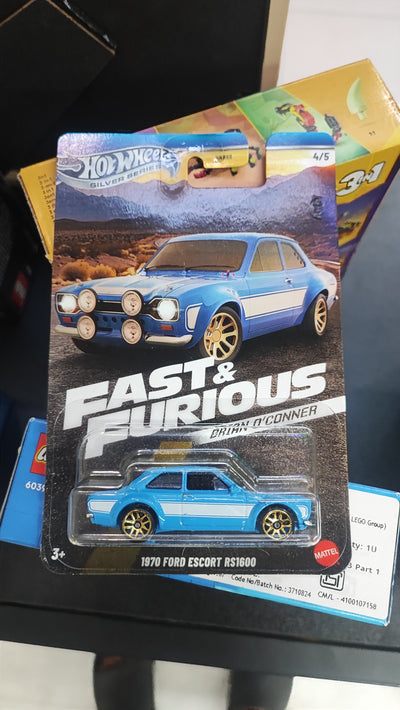 HOT WHEELS
SILVER SERIES
4/5
3in1
FAST &
FURIOUS
BRIAN O'CONNER
3+
1970 FORD ESCORT RS1600
MATTEL
LEGO Group)
ty: 1U
3 Part 1
Code No/Batch No.: 3710824
CM/L - 4100107158